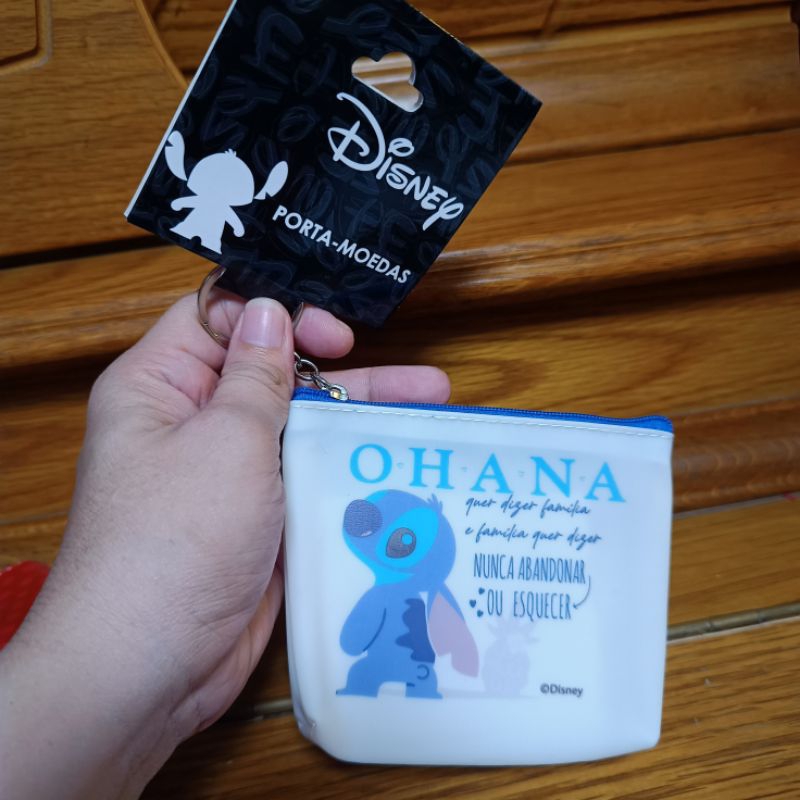 Disney
PORTA-MOEDAS
OHANA
quer dizer família
e família quer dizer
NUNCA ABANDONAR
OU ESQUECER
©Disney